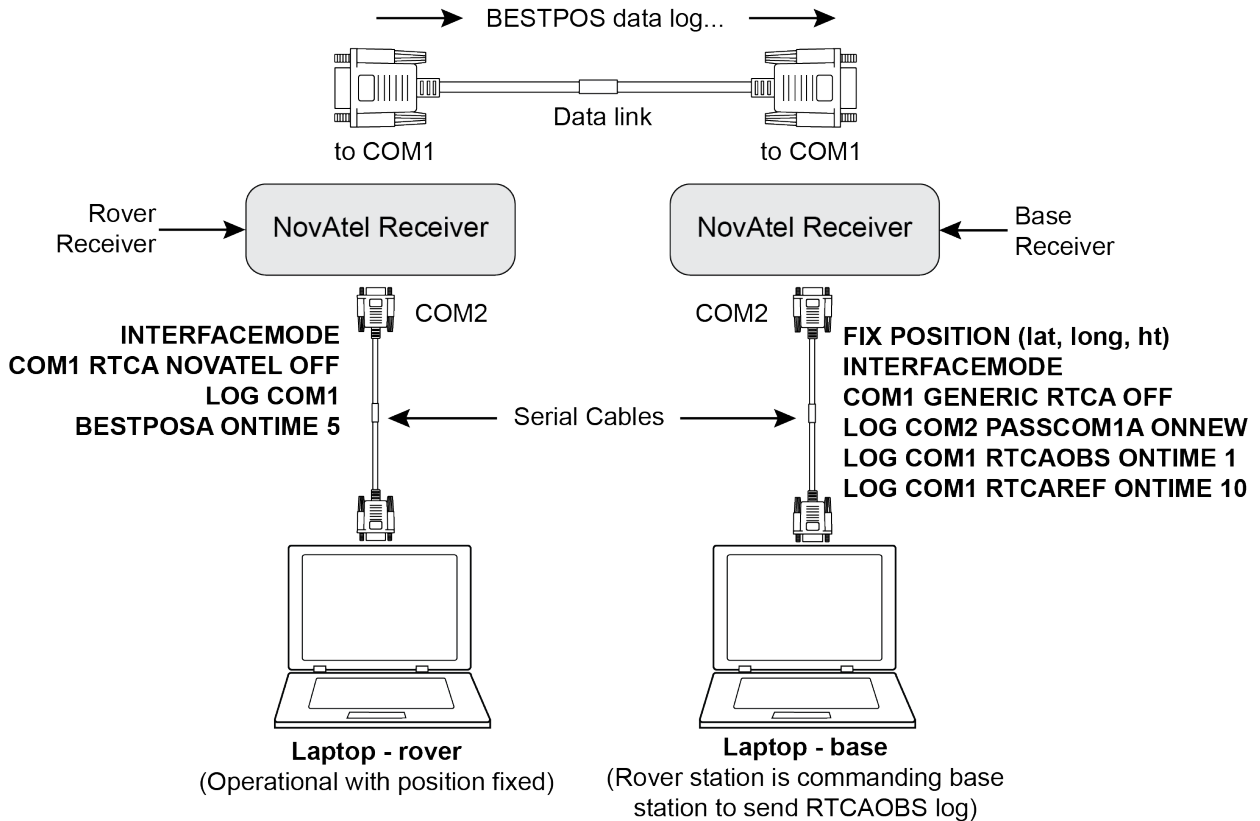 BESTPOS data log...
Data link
to COM1
to COM1
Rover
Receiver
NovAtel Receiver
NovAtel Receiver
Base
Receiver
COM2
COM2
INTERFACEMODE
COM1 RTCA NOVATEL OFF
LOG COM1
BESTPOSA ONTIME 5
Serial Cables
FIX POSITION (lat, long, ht)
INTERFACEMODE
COM1 GENERIC RTCA OFF
LOG COM2 PASSCOM1A ONNEW
LOG COM1 RTCAOBS ONTIME 1
LOG COM1 RTCAREF ONTIME 10
Laptop - rover
(Operational with position fixed)
Laptop - base
(Rover station is commanding base
station to send RTCAOBS log)